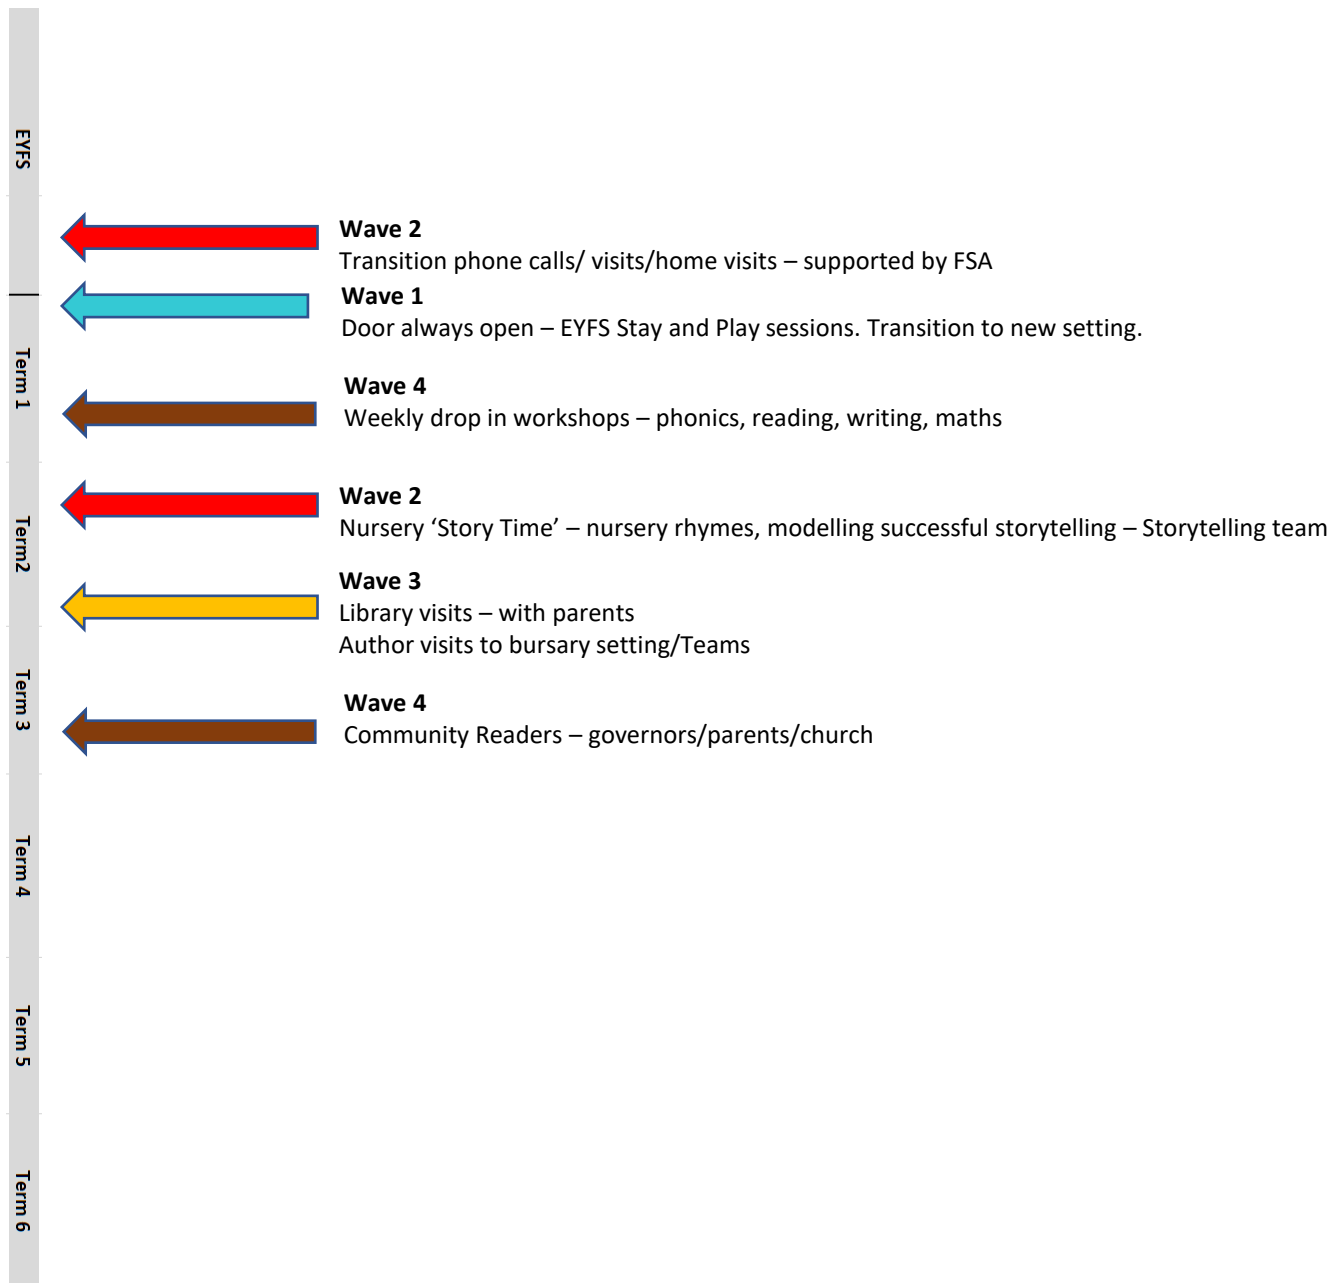 EYFS
Wave 2
Transition phone calls/ visits/home visits – supported by FSA
Wave 1
Door always open – EYFS Stay and Play sessions. Transition to new setting.
Term 1
Wave 4
Weekly drop in workshops – phonics, reading, writing, maths
Term2
Wave 2
Nursery ‘Story Time’ – nursery rhymes, modelling successful storytelling – Storytelling team
Wave 3
Library visits – with parents
Author visits to bursary setting/Teams
Term 3
Wave 4
Community Readers – governors/parents/church
Term 4
Term 5
Term 6